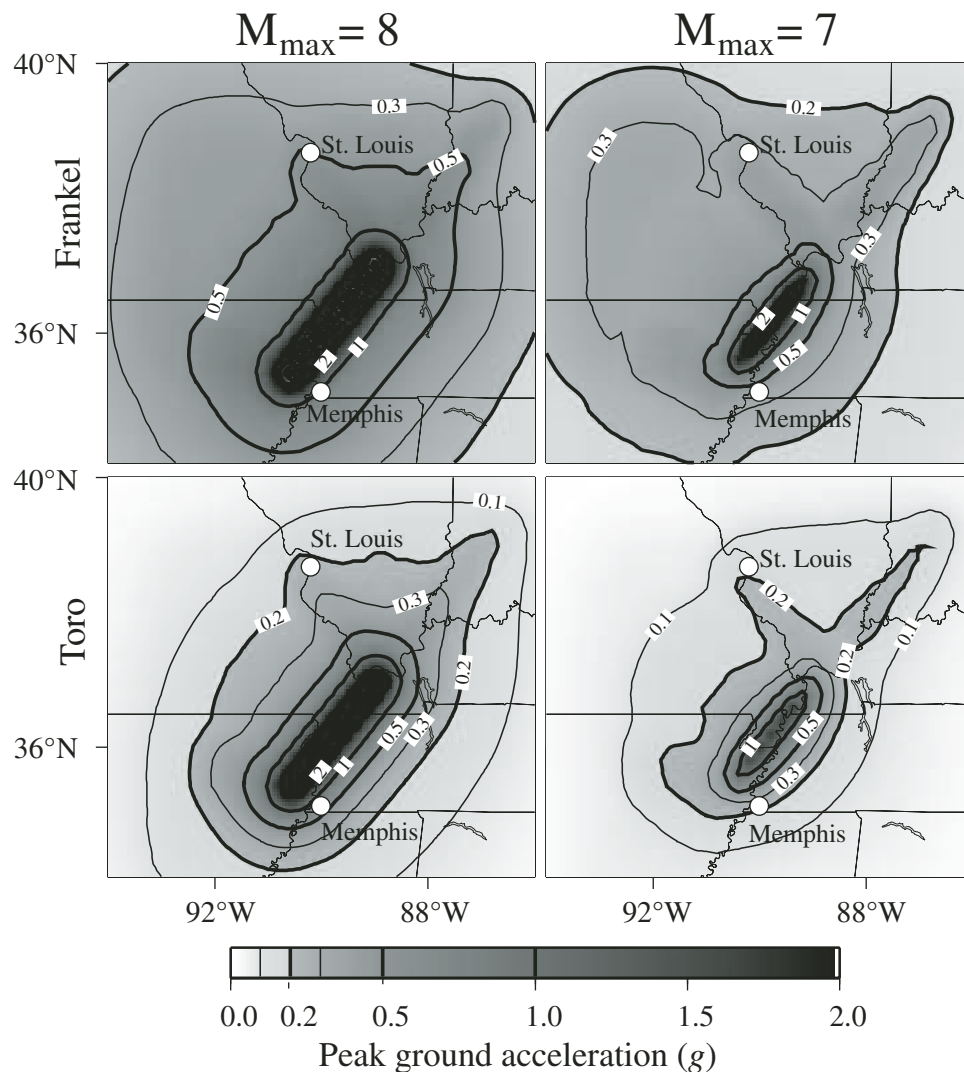 M_max = 8
M_max = 7
40°N
0.3
0.2
St. Louis
St. Louis
0.5
0.3
Frankel
0.3
0.5
36°N
2
1
2
1
0.5
Memphis
Memphis
40°N
0.1
St. Louis
St. Louis
0.2
0.3
0.2
0.1
0.1
Toro
0.2
0.2
36°N
0.5
0.3
2
1
1
0.5
0.3
Memphis
Memphis
92°W
88°W
92°W
88°W
0.0
0.2
0.5
1.0
1.5
2.0
Peak ground acceleration (g)